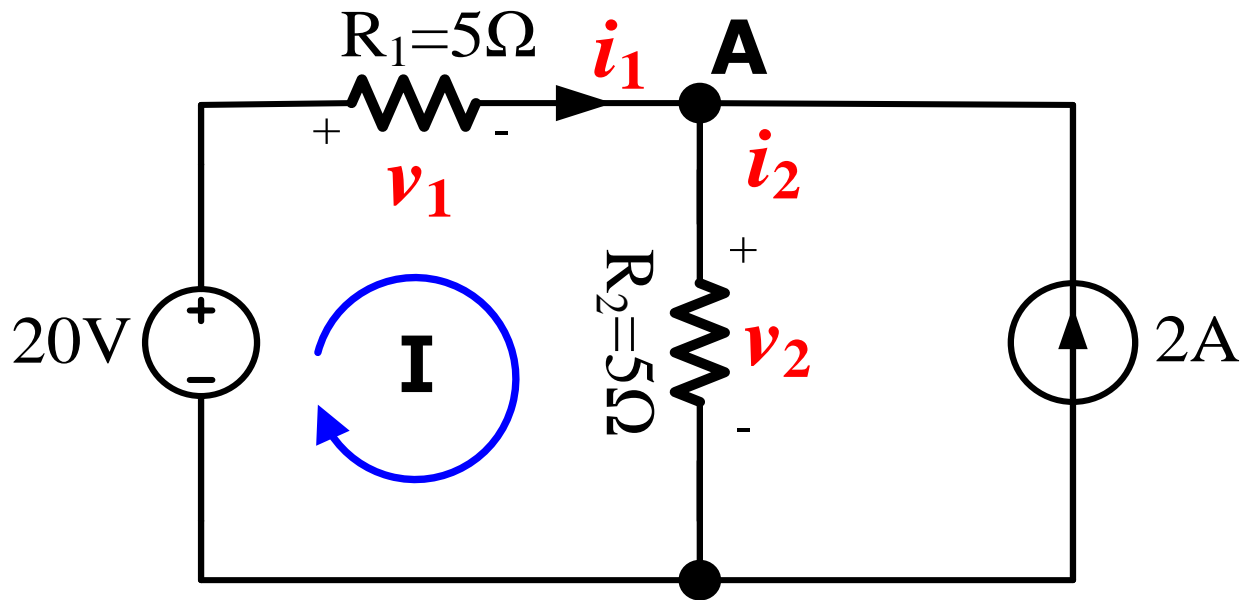 R₁=5Ω
i₁
A
+
-
v₁
i₂
+
R₂=5Ω
20V
+
-
I
v₂
2A
-